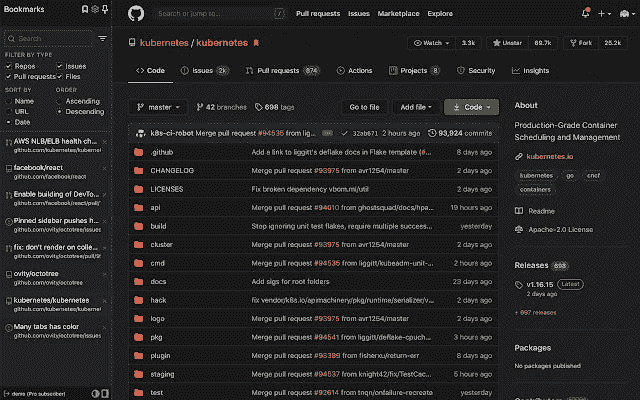 Bookmarks
Search
FILTER BY TYPE
Repos Issues
Pull requests Files
SORT BY ORDER
Name Ascending
URL Descending
Date
AWS NLB/ELB health ch...
github.com/kubernetes/kubernetes/
facebook/react
github.com/facebook/react
Enable building of DevTo...
github.com/facebook/react/pull/
Pinned sidebar pushes h...
github.com/ovity/octotree/issues
fix: don't render on colle...
github.com/ovity/octotree/pull/9
ovity/octotree
github.com/ovity/octotree
kubernetes/kubernetes
github.com/kubernetes/kubernetes
Many tabs has color
github.com/ovity/octotree/issues
demo (Pro subscriber)
Search or jump to... /
Pull requests Issues Marketplace Explore
kubernetes / kubernetes
Watch 3.3k Unstar 69.7k Fork 25.2k
Code Issues 2k Pull requests 874 Actions Projects 8 Security Insights
master 42 branches 698 tags Go to file Add file Code
k8s-ci-robot Merge pull request #94535 from lig... 32ab671 2 hours ago 93,924 commits
.github Add a link to liggitt's deflake docs in Flake template (#... 8 days ago
CHANGELOG Merge pull request #93975 from avr1254/master 8 days ago
LICENSES Fix broken dependency vbom.ml/util 2 days ago
api Merge pull request #94010 from ghostsquad/docs/hpa... 19 hours ago
build Stop ignoring unit test flakes, require multiple success... yesterday
cluster Merge pull request #93975 from avr1254/master 2 days ago
cmd Merge pull request #94535 from liggitt/kubeadm-unit-... 2 hours ago
docs Add sigs for root folders 23 days ago
hack fix vendor/k8s.io/apimachinery/pkg/runtime/serializer/v... 2 days ago
logo Merge pull request #93975 from avr1254/master 2 days ago
pkg Merge pull request #94541 from liggitt/deflake-cpuch... 3 hours ago
plugin Merge pull request #93389 from fisherxu/return-err 8 days ago
staging Merge pull request #94537 from knight42/fix/TestCac... 5 hours ago
test Merge pull request #92614 from tnqn/onfailure-recreate yesterday
About
Production-Grade Container
Scheduling and Management
kubernetes.io
kubernetes go cncf
containers
Readme
Apache-2.0 License
Releases 698
v1.16.15 Latest
2 days ago
+ 697 releases
Packages
No packages published